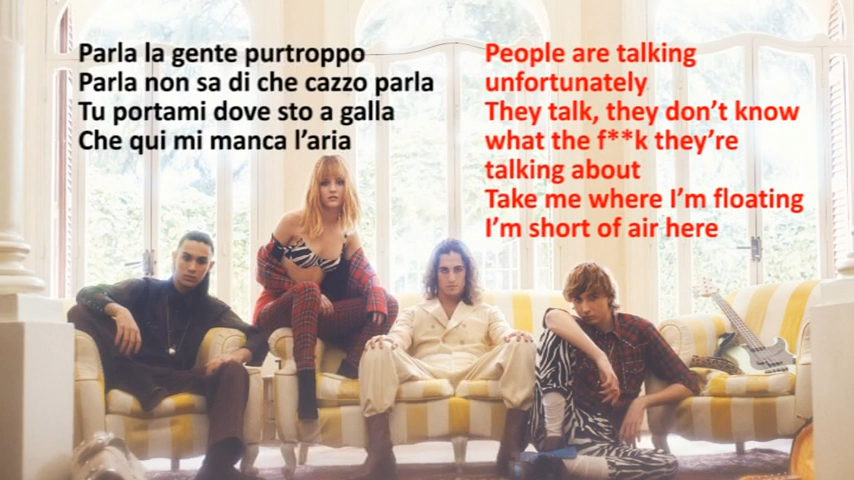 Parla la gente purtroppo
Parla non sa di che cazzo parla
Tu portami dove sto a galla
Che qui mi manca l'aria
People are talking
unfortunately
They talk, they don't know
what the f**k they're
talking about
Take me where I'm floating
I'm short of air here